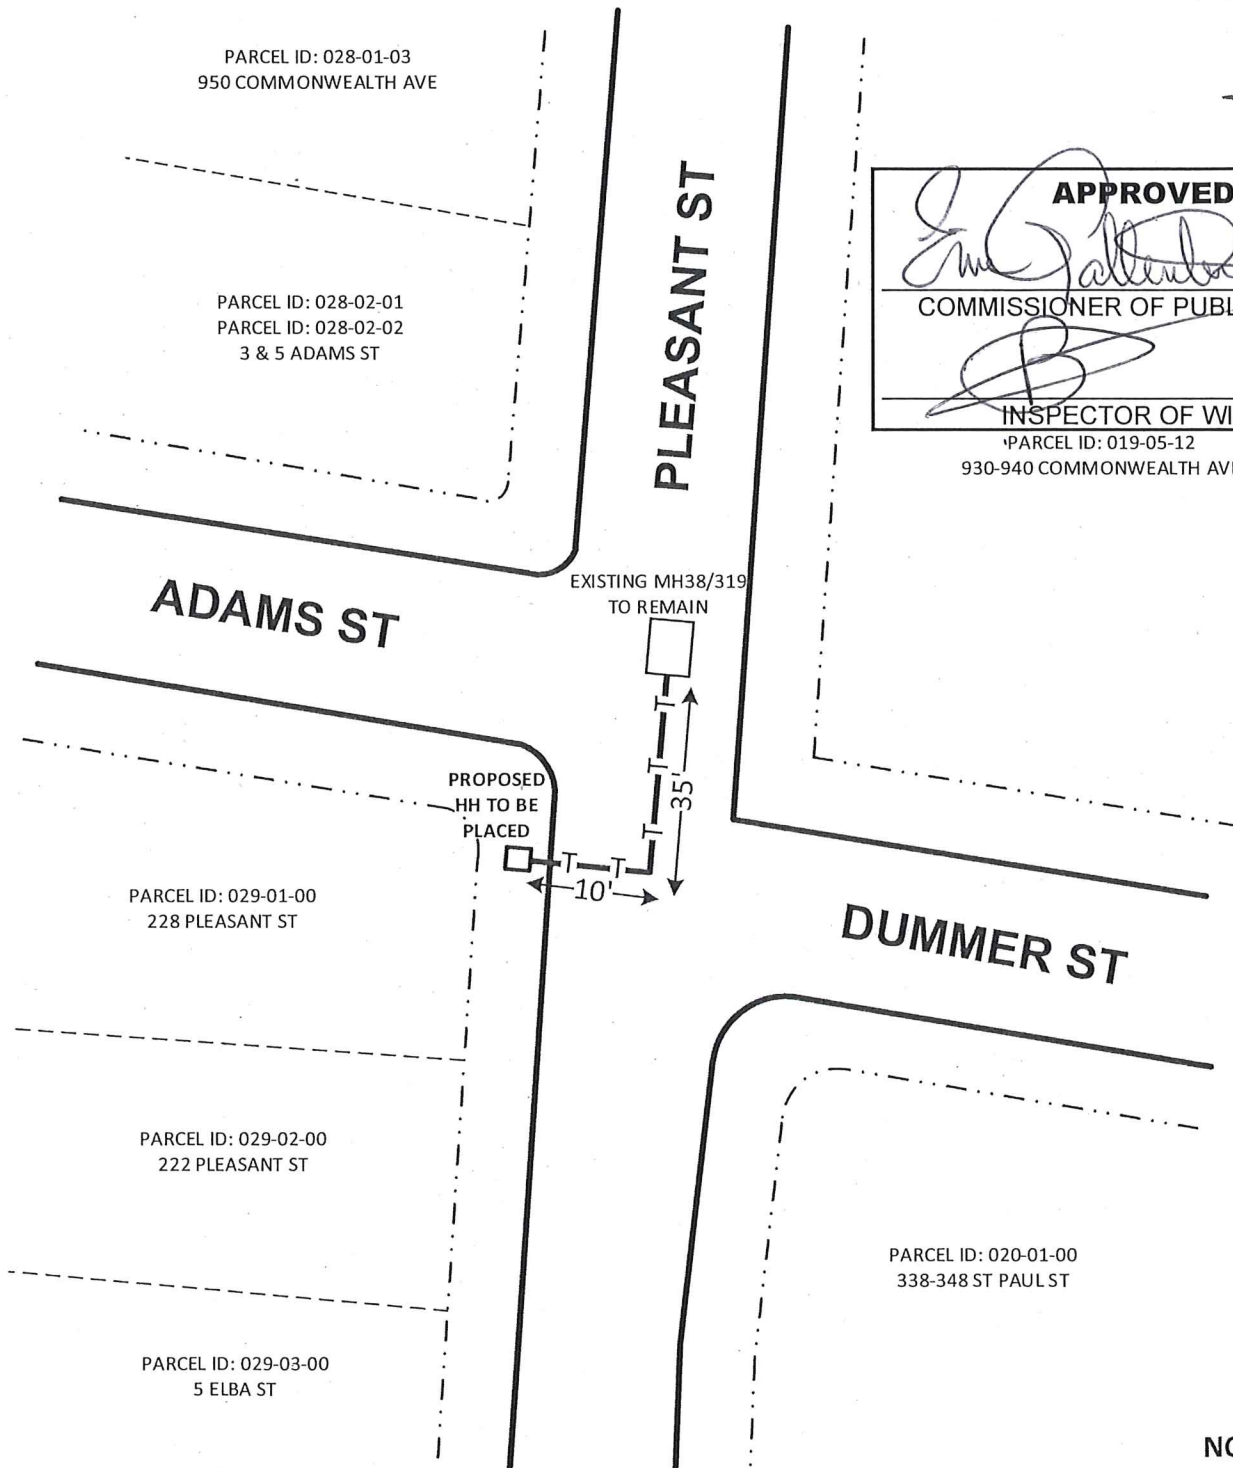 PARCEL ID: 028-01-03
950 COMMONWEALTH AVE
PARCEL ID: 028-02-01
PARCEL ID: 028-02-02
3 & 5 ADAMS ST
PLEASANT ST
APPROVED
COMMISSIONER OF PUBL
INSPECTOR OF WI
PARCEL ID: 019-05-12
930-940 COMMONWEALTH AV
ADAMS ST
EXISTING MH38/319
TO REMAIN
T
T
T
35'
PROPOSED
HH TO BE
PLACED
T T
10'
PARCEL ID: 029-01-00
228 PLEASANT ST
DUMMER ST
PARCEL ID: 029-02-00
222 PLEASANT ST
PARCEL ID: 020-01-00
338-348 ST PAUL ST
PARCEL ID: 029-03-00
5 ELBA ST